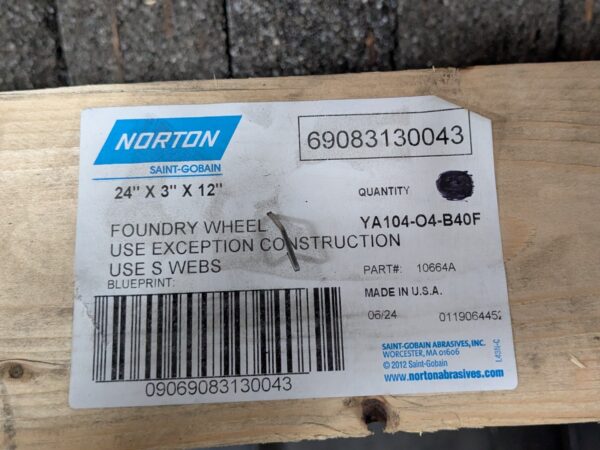 NORTON
SAINT-GOBAIN
69083130043
24" X 3" X 12"
QUANTITY
FOUNDRY WHEEL
YA104-O4-B40F
USE EXCEPTION CONSTRUCTION
USE S WEBS
PART#: 10664A
BLUEPRINT:
MADE IN U.S.A.
06/24
0119064452
SAINT-GOBAIN ABRASIVES, INC.
WORCESTER, MA 01606
© 2012 Saint-Gobain
www.nortonabrasives.com
09069083130043